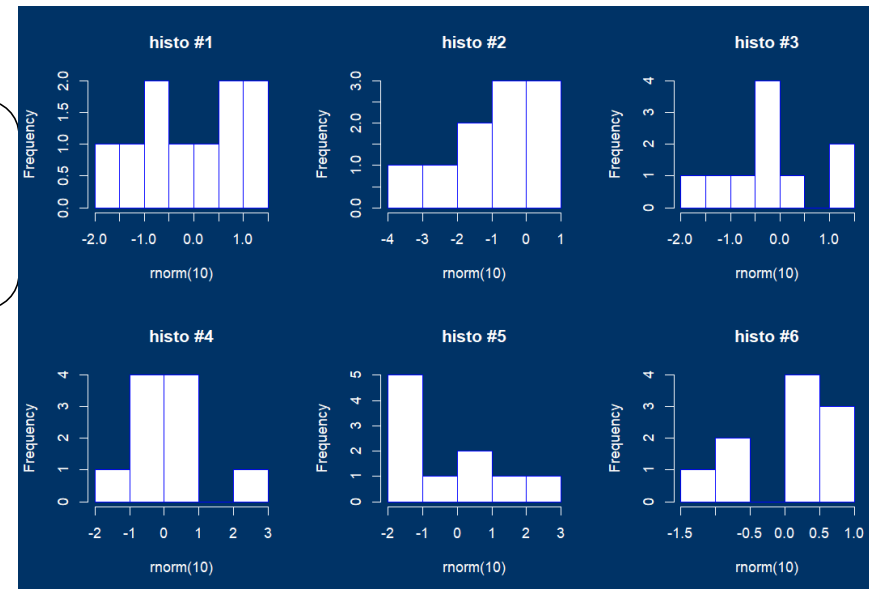 histo #1
Frequency
0.0 0.5 1.0 1.5 2.0
-2.0 -1.0 0.0 1.0
rnorm(10)
histo #2
Frequency
0.0 1.0 2.0 3.0
-4 -3 -2 -1 0 1
rnorm(10)
histo #3
Frequency
0 1 2 3 4
-2.0 -1.0 0.0 1.0
rnorm(10)
histo #4
Frequency
0 1 2 3 4
-2 -1 0 1 2 3
rnorm(10)
histo #5
Frequency
0 1 2 3 4 5
-2 -1 0 1 2 3
rnorm(10)
histo #6
Frequency
0 1 2 3 4
-1.5 -0.5 0.0 0.5 1.0
rnorm(10)